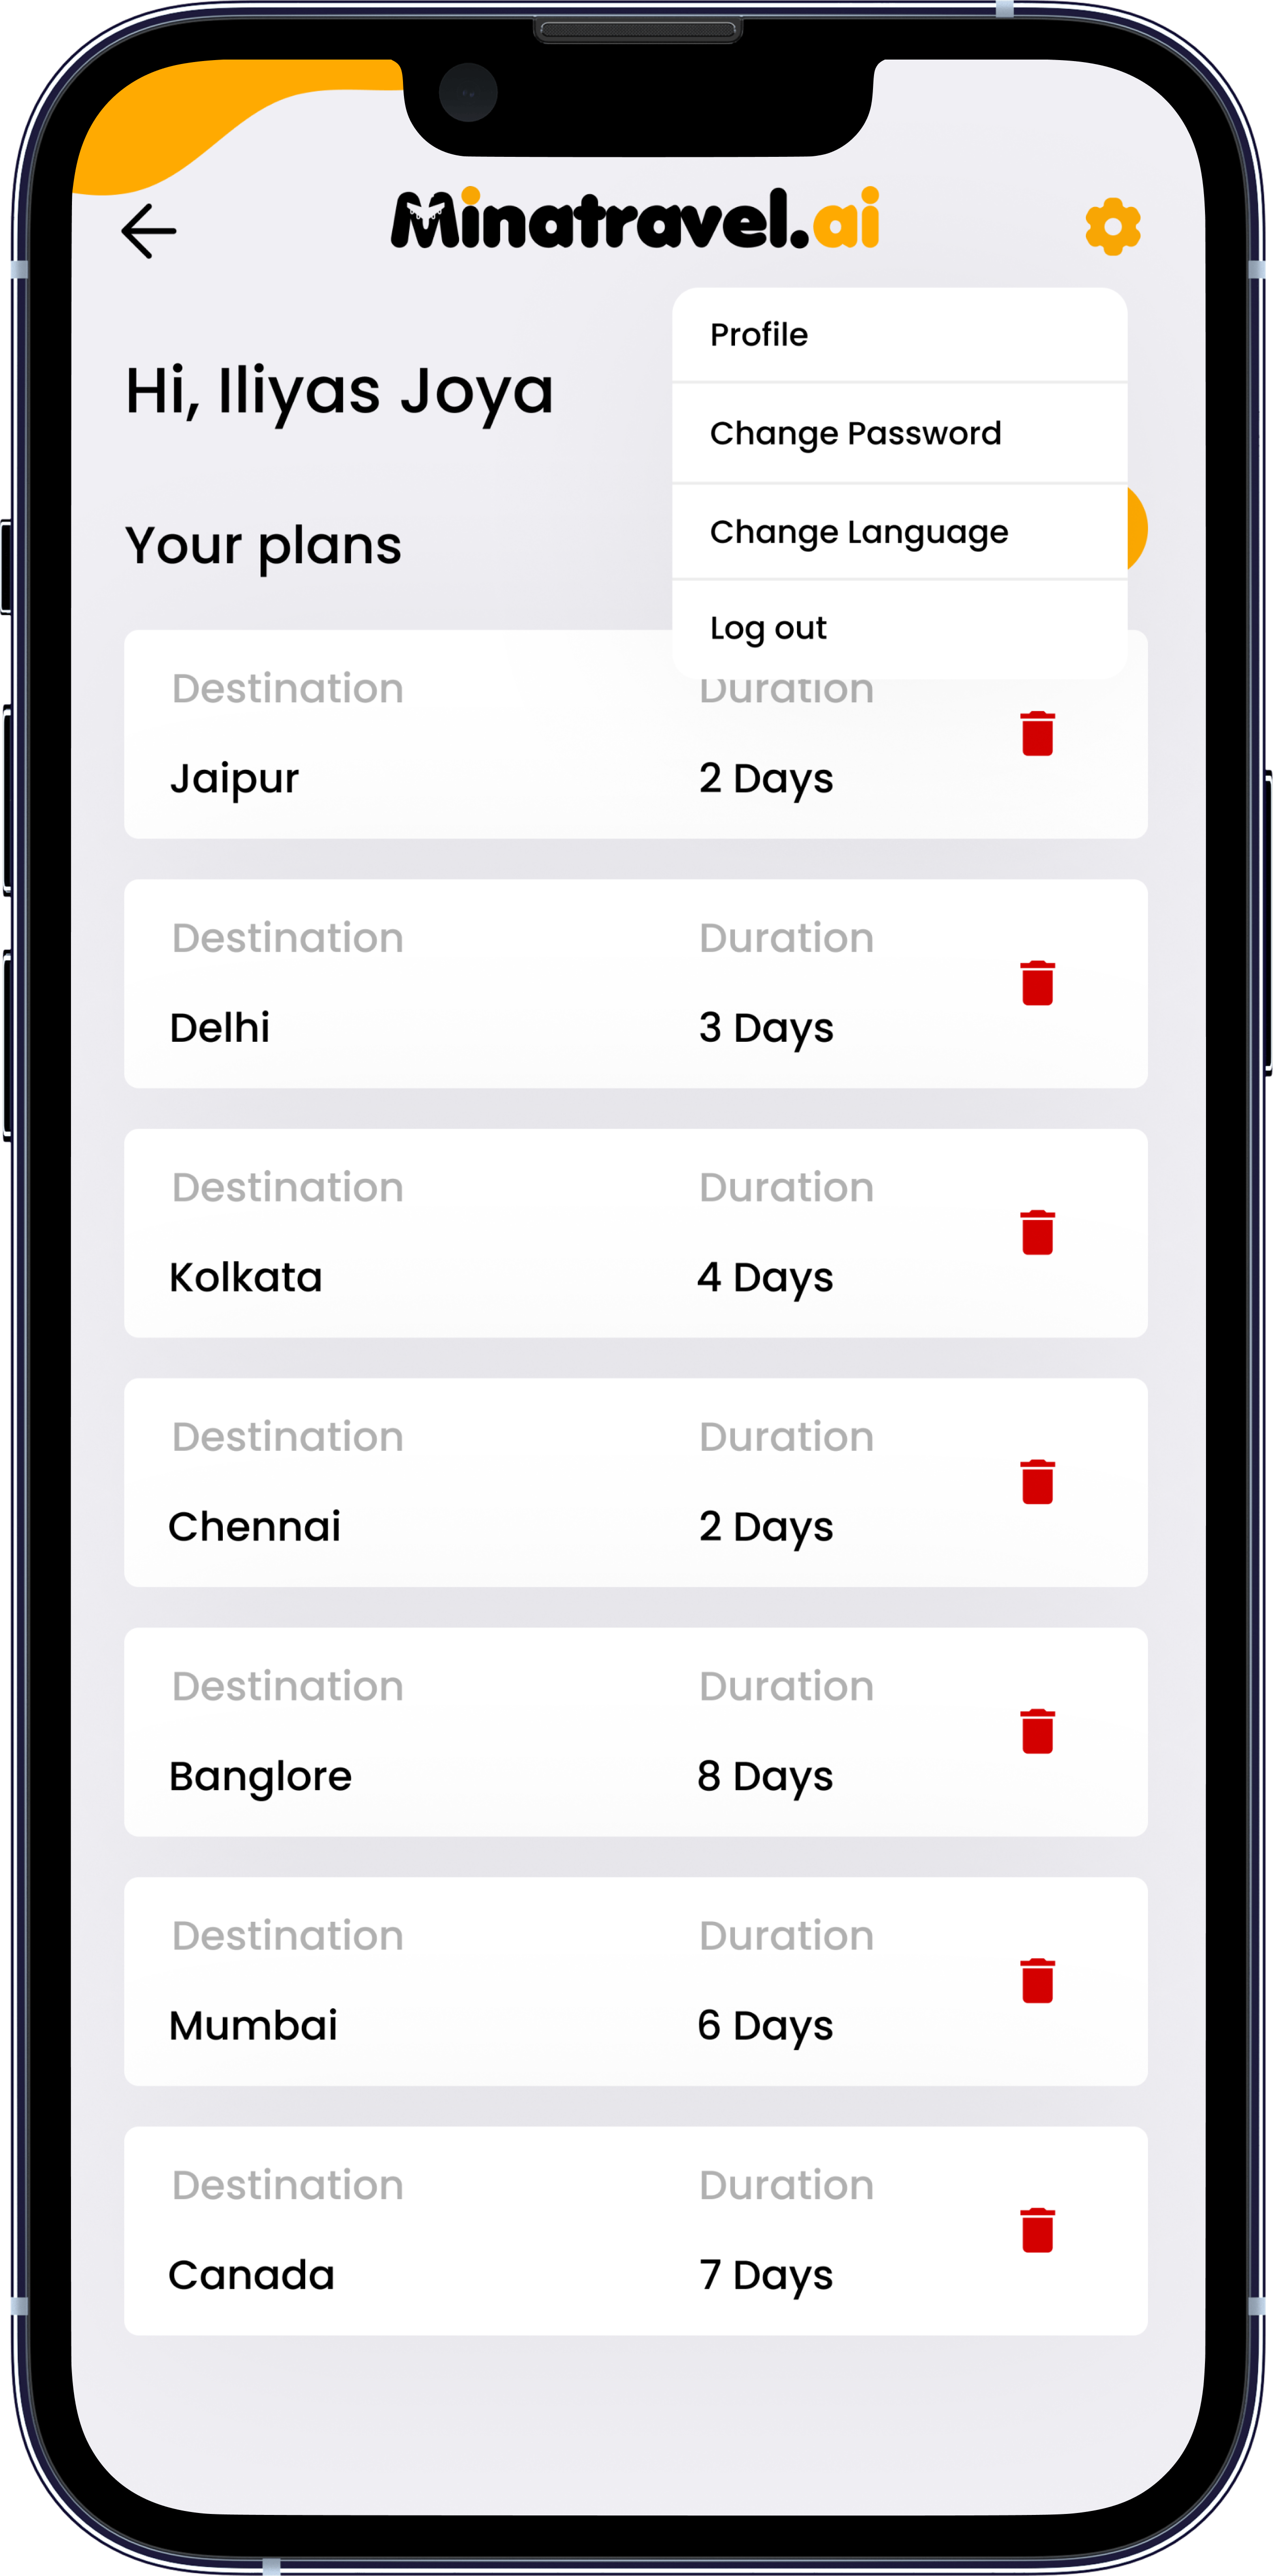 Minatravel.ai
Profile
Hi, Iliyas Joya
Change Password
Change Language
Your plans
Log out
Destination Duration
Jaipur 2 Days
Destination Duration
Delhi 3 Days
Destination Duration
Kolkata 4 Days
Destination Duration
Chennai 2 Days
Destination Duration
Banglore 8 Days
Destination Duration
Mumbai 6 Days
Destination Duration
Canada 7 Days